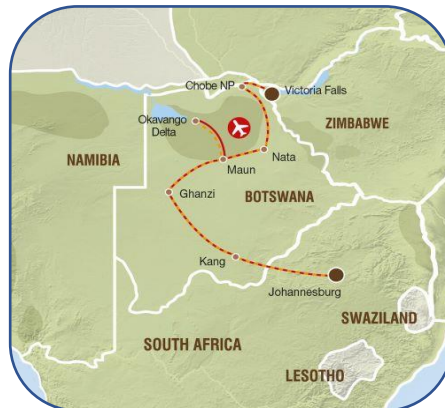 Chobe NP
Victoria Falls
Okavango
Delta
ZIMBABWE
NAMIBIA
Nata
Maun
Ghanzi
BOTSWANA
Kang
Johannesburg
SWAZILAND
SOUTH AFRICA
LESOTHO